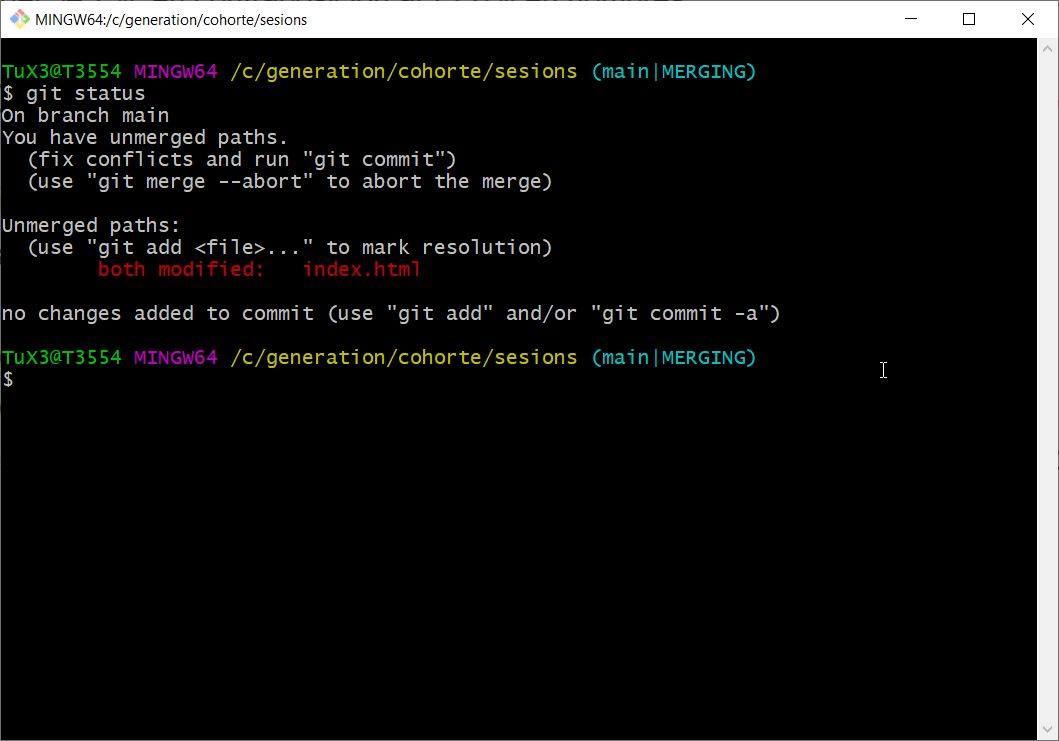 MINGW64:/c/generation/cohorte/sesions
TuX3@T3554 MINGW64 /c/generation/cohorte/sesions (main|MERGING)
$ git status
On branch main
You have unmerged paths.
  (fix conflicts and run "git commit")
  (use "git merge --abort" to abort the merge)
Unmerged paths:
  (use "git add <file>..." to mark resolution)
        both modified:   index.html
no changes added to commit (use "git add" and/or "git commit -a")
TuX3@T3554 MINGW64 /c/generation/cohorte/sesions (main|MERGING)
$